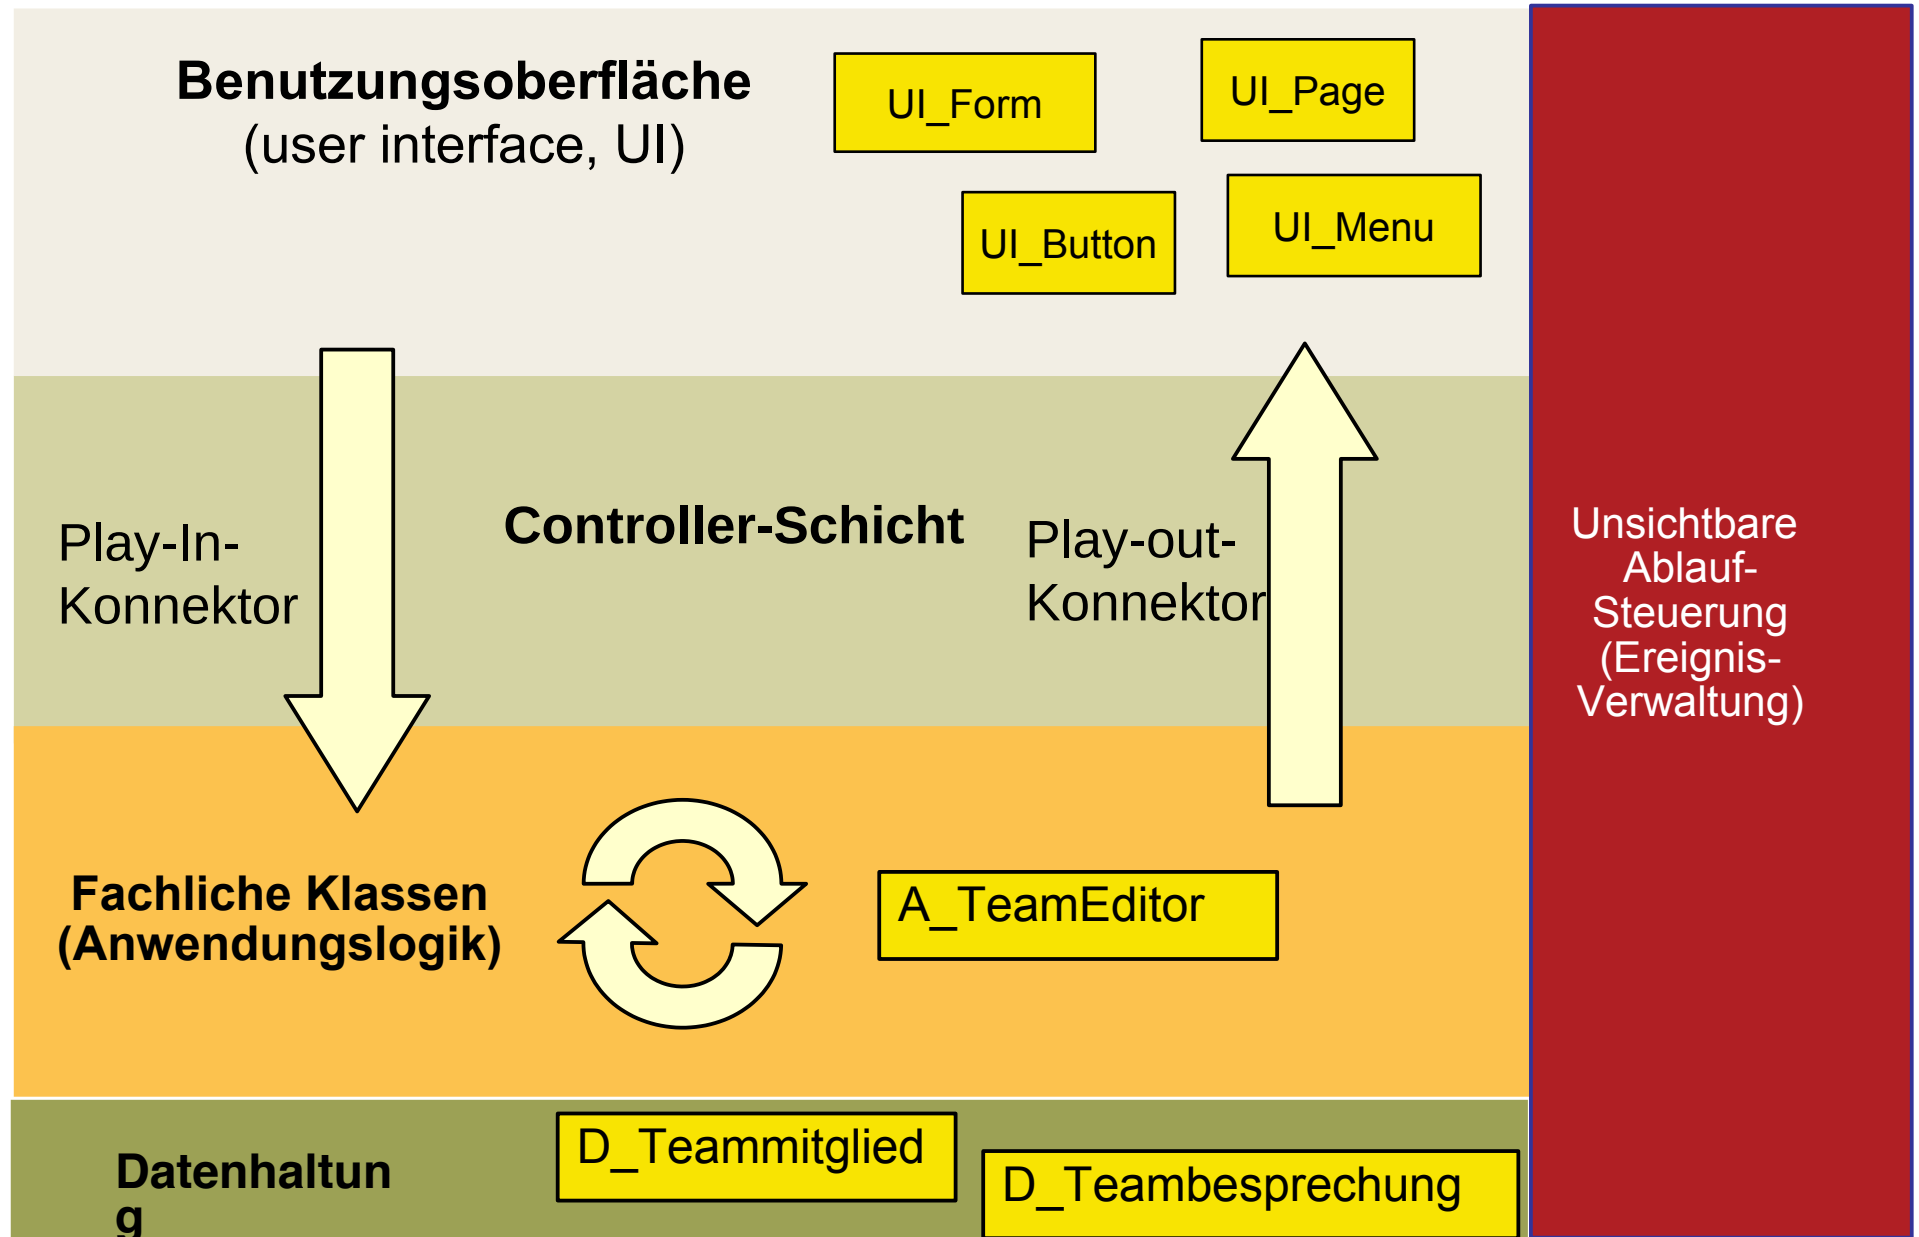 Benutzungsoberfläche
(user interface, UI)
UI_Form
UI_Page
UI_Button
UI_Menu
Play-In-
Konnektor
Controller-Schicht
Play-out-
Konnektor
Unsichtbare
Ablauf-
Steuerung
(Ereignis-
Verwaltung)
Fachliche Klassen
(Anwendungslogik)
A_TeamEditor
Datenhaltun
g
D_Teammitglied
D_Teambesprechung